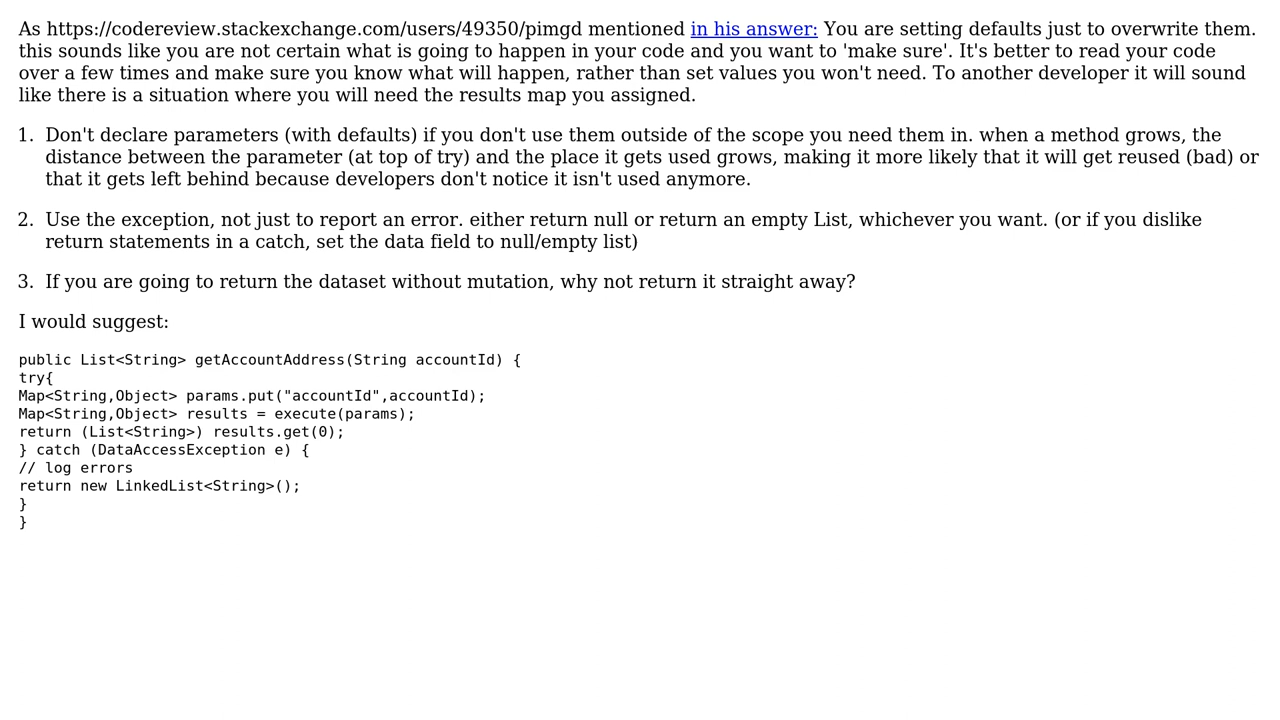 As https://codereview.stackexchange.com/users/49350/pimgd mentioned in his answer: You are setting defaults just to overwrite them.
this sounds like you are not certain what is going to happen in your code and you want to 'make sure'. It's better to read your code
over a few times and make sure you know what will happen, rather than set values you won't need. To another developer it will sound
like there is a situation where you will need the results map you assigned.
1. Don't declare parameters (with defaults) if you don't use them outside of the scope you need them in. when a method grows, the
distance between the parameter (at top of try) and the place it gets used grows, making it more likely that it will get reused (bad) or
that it gets left behind because developers don't notice it isn't used anymore.
2. Use the exception, not just to report an error. either return null or return an empty List, whichever you want. (or if you dislike
return statements in a catch, set the data field to null/empty list)
3. If you are going to return the dataset without mutation, why not return it straight away?
I would suggest:
public List<String> getAccountAddress(String accountId) {
try{
Map<String,Object> params.put("accountId",accountId);
Map<String,Object> results = execute(params);
return (List<String>) results.get(0);
} catch (DataAccessException e) {
// log errors
return new LinkedList<String>();
}
}